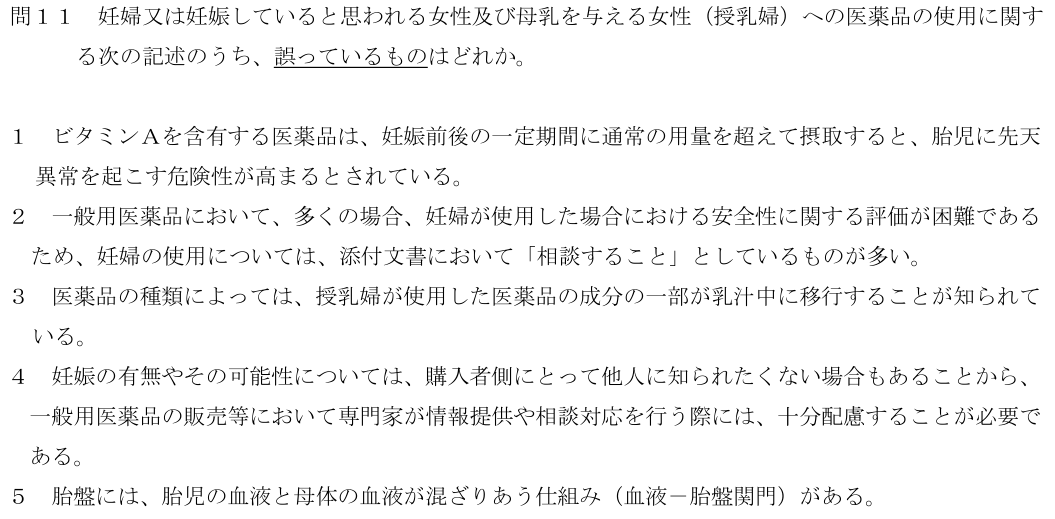 問１１　妊婦又は妊娠していると思われる女性及び母乳を与える女性（授乳婦）への医薬品の使用に関す
る次の記述のうち、誤っているものはどれか。
１　ビタミンＡを含有する医薬品は、妊娠前後の一定期間に通常の用量を超えて摂取すると、胎児に先天
異常を起こす危険性が高まるとされている。
２　一般用医薬品において、多くの場合、妊婦が使用した場合における安全性に関する評価が困難である
ため、妊婦の使用については、添付文書において「相談すること」としているものが多い。
３　医薬品の種類によっては、授乳婦が使用した医薬品の成分の一部が乳汁中に移行することが知られて
いる。
４　妊娠の有無やその可能性については、購入者側にとって他人に知られたくない場合もあることから、
一般用医薬品の販売等において専門家が情報提供や相談対応を行う際には、十分配慮することが必要で
ある。
５　胎盤には、胎児の血液と母体の血液が混ざりあう仕組み（血液－胎盤関門）がある。